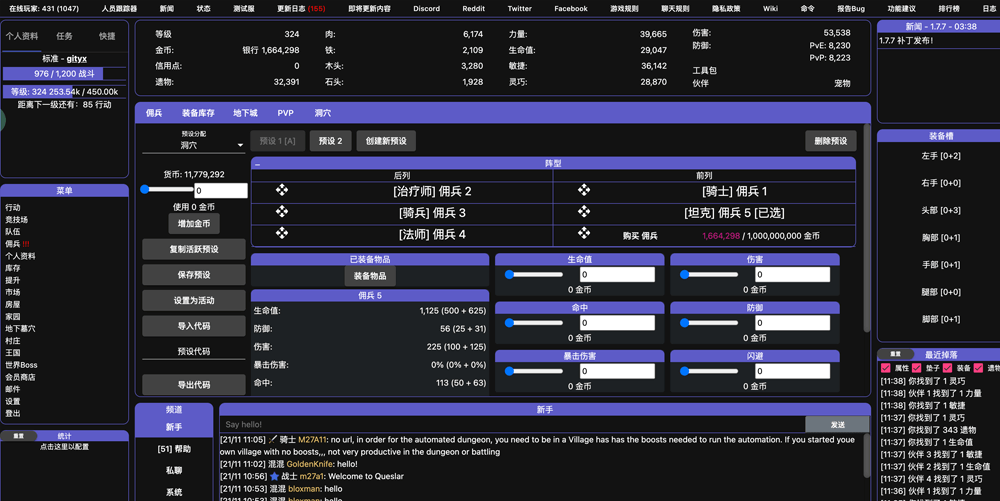 在线玩家: 431 (1047) 人员跟踪器 新闻 状态 测试服 更新日志 (165) 即将更新内容 Discord Reddit Twitter Facebook 游戏规则 聊天规则 隐私政策 Wiki 命令 报告Bug 功能建议 排行榜 日志
个人资料 任务 快捷
标准 - gityx
976 / 1,200 战斗
等级: 324 253.54k / 450.00k
距离下一级还有: 85 行动
菜单
行动
竞技场
队伍
佣兵 !!!
个人资料
库存
提升
市场
房屋
家园
地下墓穴
村庄
王国
世界Boss
会员商店
邮件
设置
登出
重置 统计
点击这里以配置
等级 324
金币: 银行 1,664,298
信用点: 0
遗物: 32,391
肉: 6,174
铁: 2,109
木头: 3,280
石头: 1,928
力量: 39,665
生命值: 29,047
敏捷: 36,142
灵巧: 28,870
伤害: 53,538
防御: PvE: 8,230
PvP: 8,223
工具包
伙伴 宠物
佣兵 装备库存 地下城 PVP 洞穴
预设分配
洞穴
货币: 11,779,292
0
使用 0 金币
增加金币
复制活跃预设
保存预设
设置为活动
导入代码
预设代码
导出代码
预设 1 [A] 预设 2 创建新预设 删除预设
– 阵型
后列 前列
[治疗师] 佣兵 2 [骑士] 佣兵 1
[骑兵] 佣兵 3 [坦克] 佣兵 5 [已选]
[法师] 佣兵 4 购买 佣兵 1,664,298 / 1,000,000,000 金币
已装备物品
装备物品
佣兵 5
生命值: 1,125 (500 + 625)
防御: 56 (25 + 31)
伤害: 225 (100 + 125)
暴击伤害: 0% (0% + 0%)
命中: 113 (50 + 63)
生命值 伤害
0 0
0 金币 0 金币
命中 防御
0 0
0 金币 0 金币
暴击伤害 闪避
0 0
0 金币 0 金币
频道
新手
[51] 帮助
私聊
系统
新手
Say hello! 发送
[21/11 11:05] 骑士 M27A11: no url, in order for the automated dungeon, you need to be in a Village has has the boosts needed to run the automation. If you started your
own village with no boosts,,, not very productive in the dungeon or battling
[21/11 11:02] 混混 GoldenKnife: hello!
[21/11 10:56] 战士 m27a1: Welcome to Queslar
[21/11 10:53] 混混 bloxman: hello
新闻 - 1.7.7 - 03:38
1.7.7 补丁发布!
装备槽
左手 [0+2]
右手 [0+0]
头部 [0+3]
胸部 [0+1]
手部 [0+1]
腿部 [0+0]
脚部 [0+1]
重置 最近掉落
属性 垫子 装备 遗物
[11:38] 你找到了 1 灵巧
[11:38] 伙伴 1 找到了 1 力量
[11:38] 你找到了 1 敏捷
[11:37] 你找到了 1 灵巧
[11:37] 你找到了 343 遗物
[11:37] 你找到了 1 生命值
[11:37] 伙伴 3 找到了 1 敏捷
[11:37] 伙伴 2 找到了 1 生命值
[11:37] 伙伴 4 找到了 1 灵巧
[11:36] 伙伴 1 找到了 1 力量